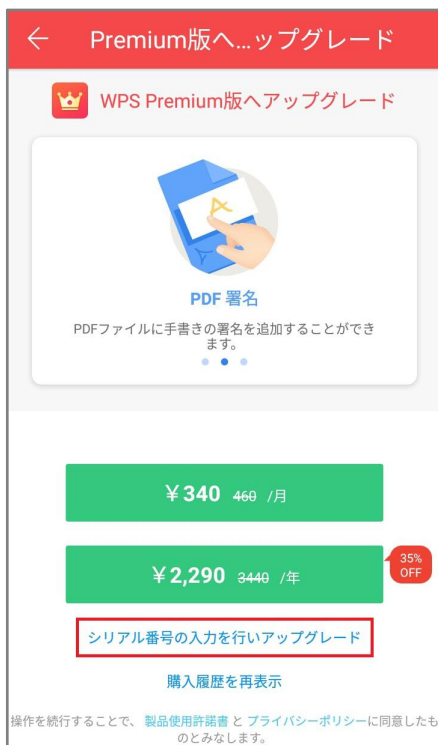 Premium版へ...ップグレード
WPS Premium版へアップグレード
PDF 署名
PDFファイルに手書きの署名を追加することができ
ます。
¥340 460 /月
¥2,290 3440 /年
35%
OFF
シリアル番号の入力を行いアップグレード
購入履歴を再表示
操作を続行することで、 製品使用許諾書 と プライバシーポリシーに同意したも
のとみなします。